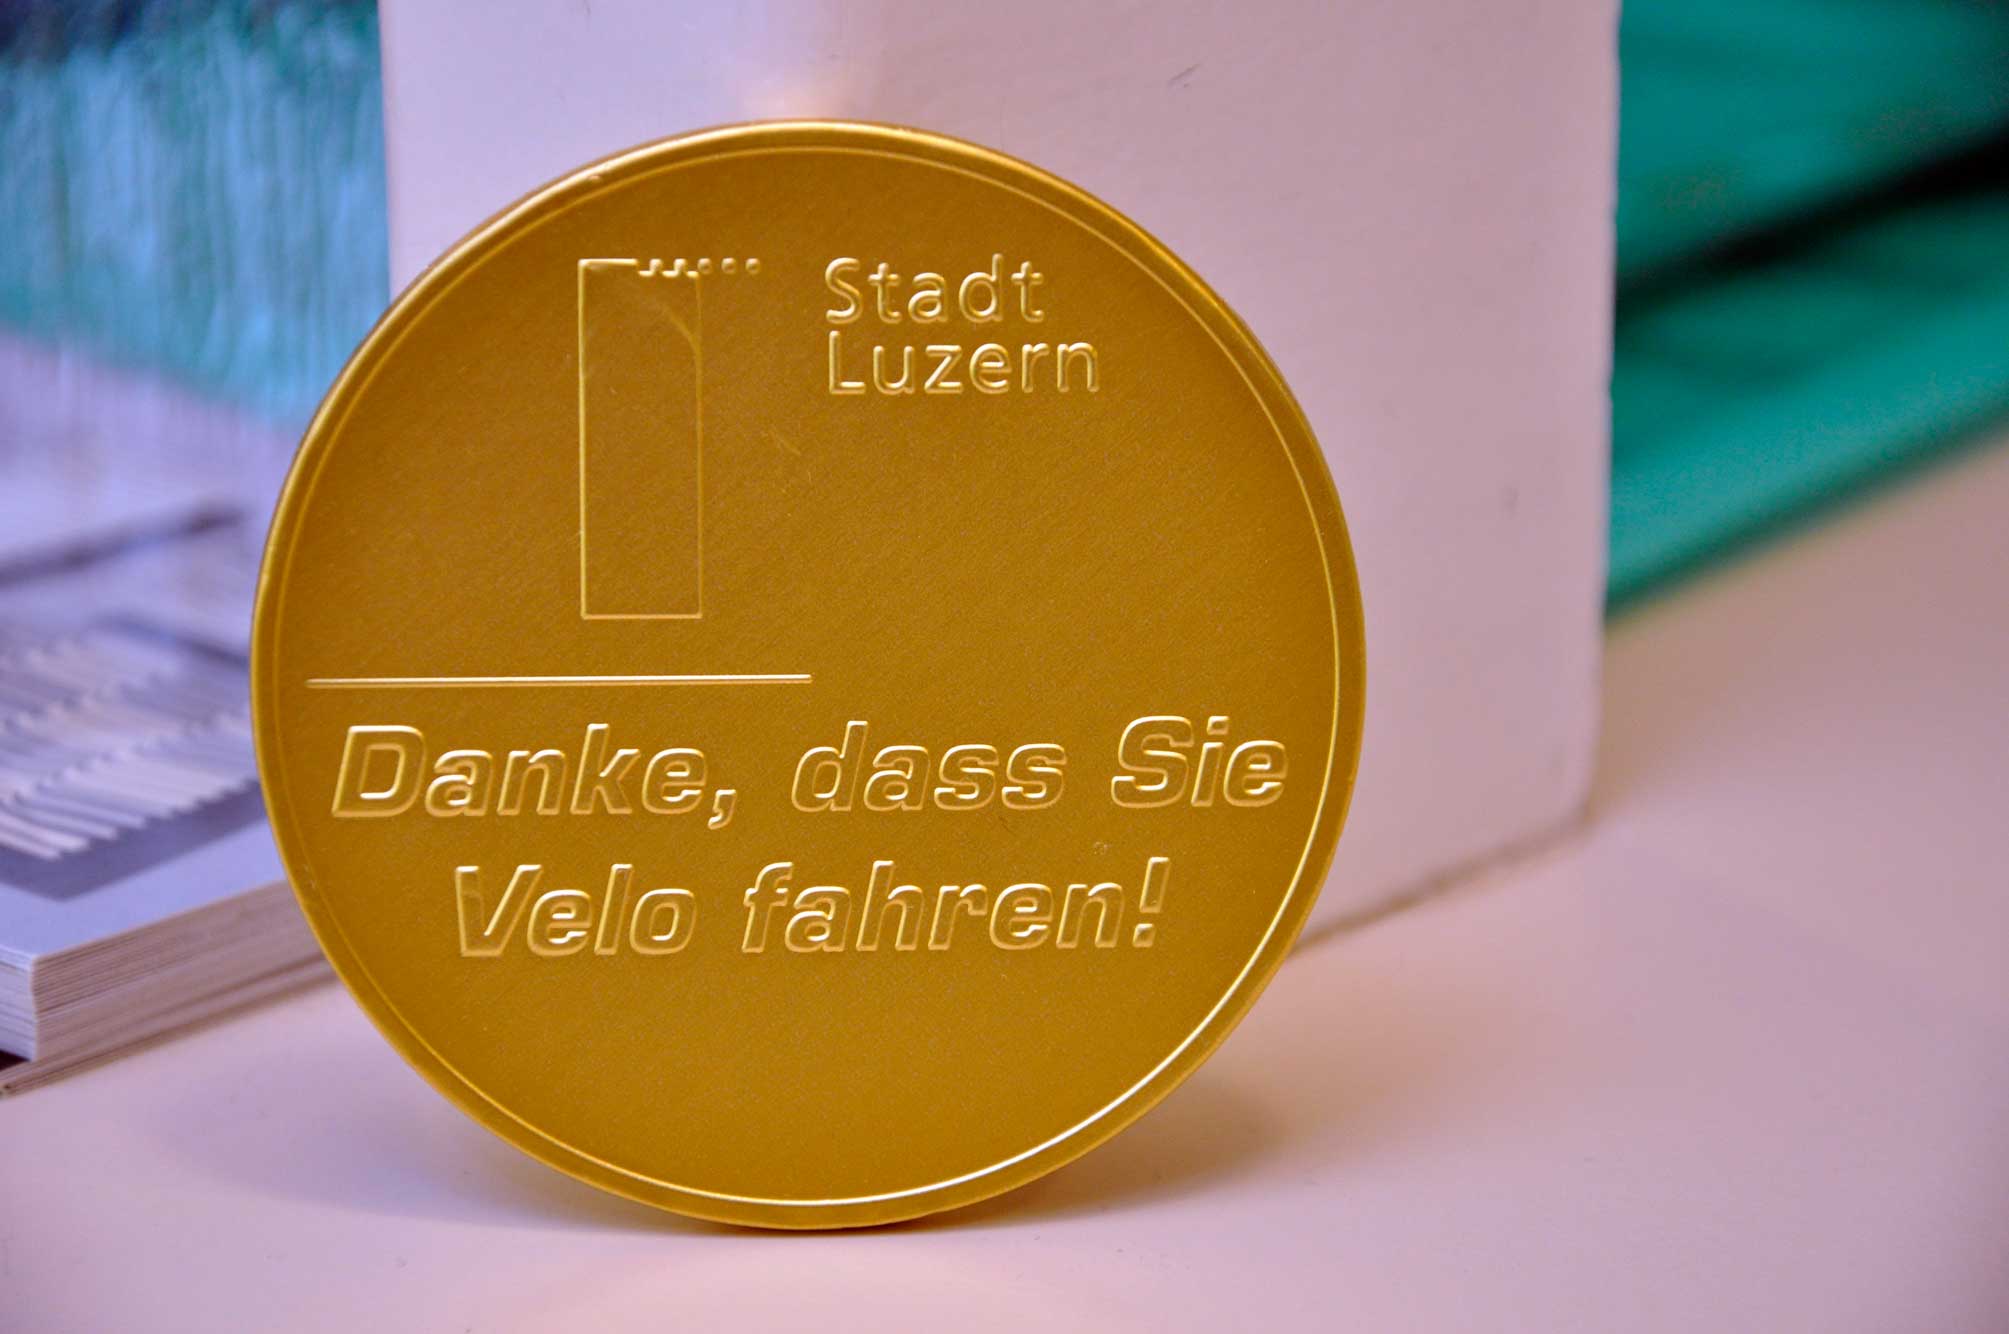 Stadt
Luzern
Danke, dass Sie
Velo fahren!